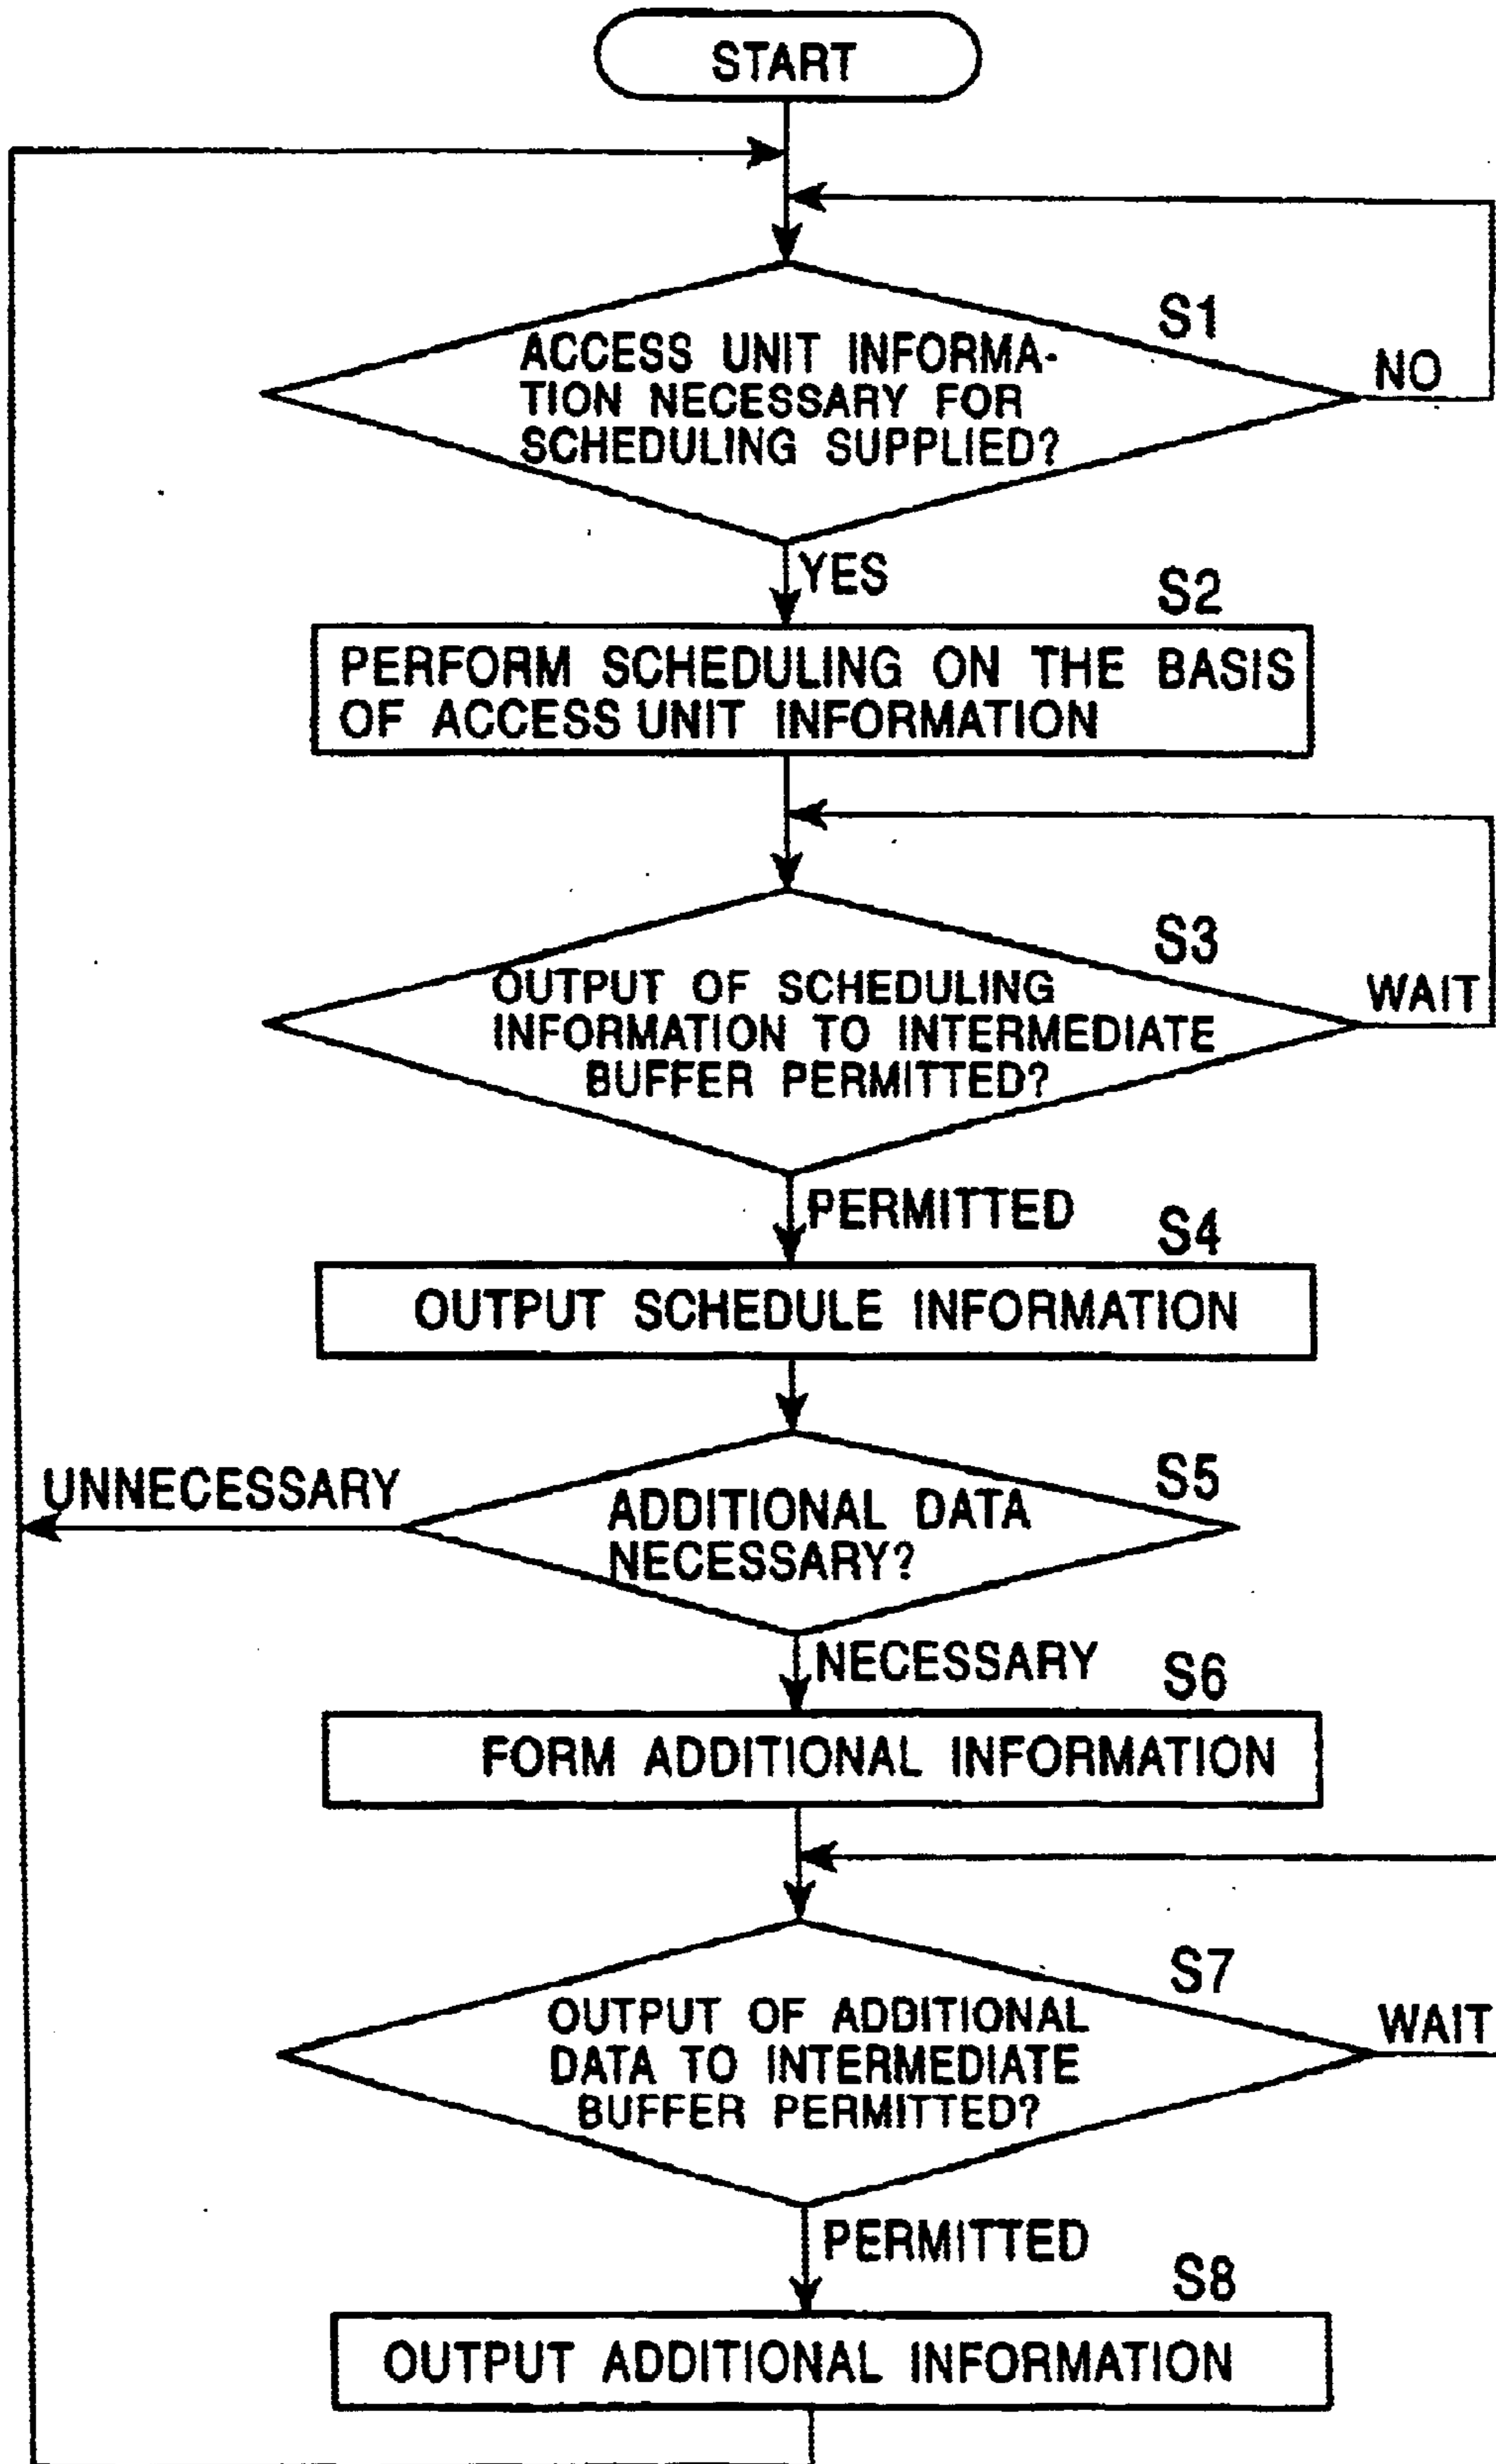 START
S1
ACCESS UNIT INFORMA-
TION NECESSARY FOR
SCHEDULING SUPPLIED?
NO
YES
S2
PERFORM SCHEDULING ON THE BASIS
OF ACCESS UNIT INFORMATION
S3
OUTPUT OF SCHEDULING
INFORMATION TO INTERMEDIATE
BUFFER PERMITTED?
WAIT
PERMITTED
S4
OUTPUT SCHEDULE INFORMATION
UNNECESSARY
S5
ADDITIONAL DATA
NECESSARY?
NECESSARY
S6
FORM ADDITIONAL INFORMATION
S7
OUTPUT OF ADDITIONAL
DATA TO INTERMEDIATE
BUFFER PERMITTED?
WAIT
PERMITTED
S8
OUTPUT ADDITIONAL INFORMATION